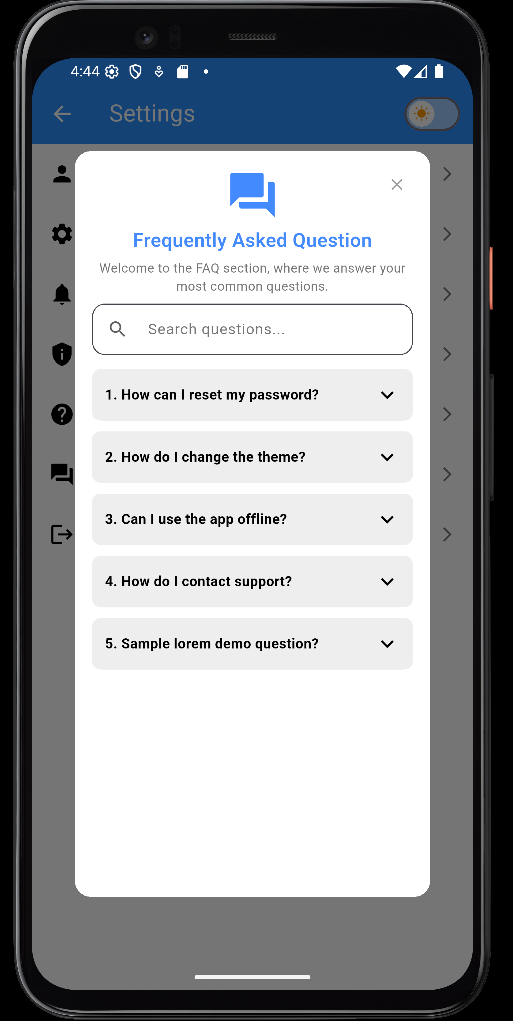 4:44
Settings
Frequently Asked Question
Welcome to the FAQ section, where we answer your
most common questions.
Search questions...
1. How can I reset my password?
2. How do I change the theme?
3. Can I use the app offline?
4. How do I contact support?
5. Sample lorem demo question?